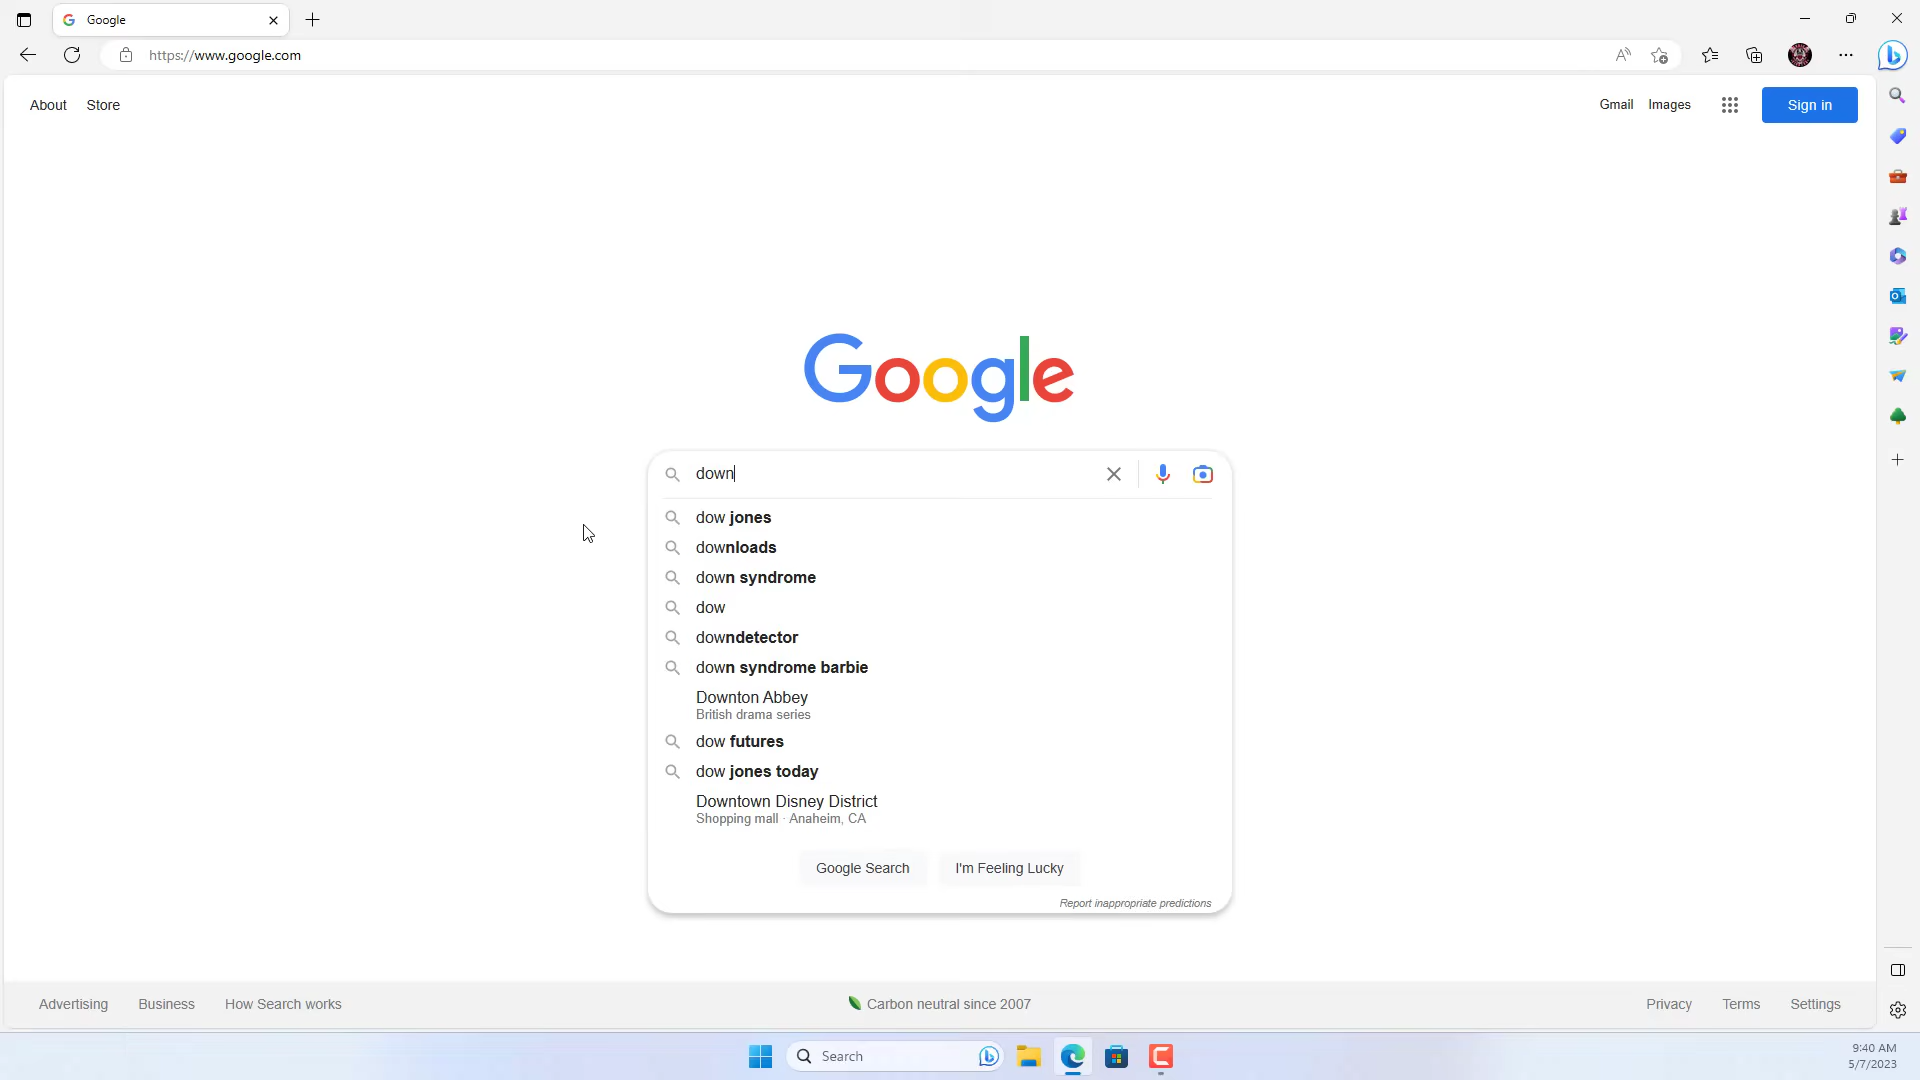 Google
https://www.google.com
About Store
Gmail Images Sign in
Google
down
dow jones
downloads
down syndrome
dow
downdetector
down syndrome barbie
Downton Abbey
British drama series
dow futures
dow jones today
Downtown Disney District
Shopping mall · Anaheim, CA
Google Search I'm Feeling Lucky
Report inappropriate predictions
Advertising Business How Search works
Carbon neutral since 2007
Privacy Terms Settings
Search
9:40 AM
5/7/2023